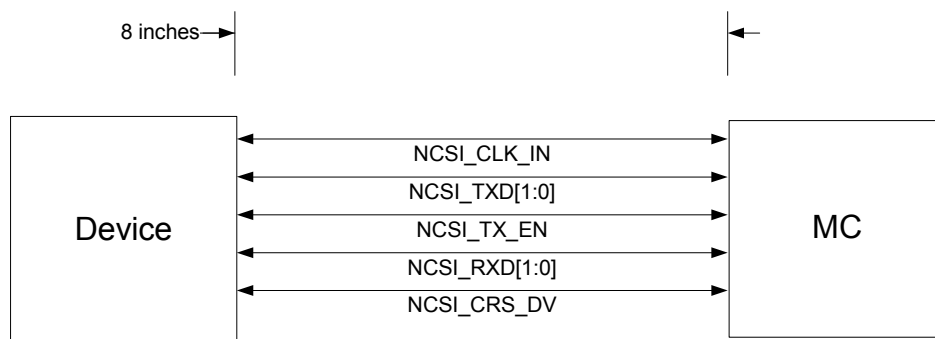 8 inches
NCSI_CLK_IN
NCSI_TXD[1:0]
Device
NCSI_TX_EN
MC
NCSI_RXD[1:0]
NCSI_CRS_DV